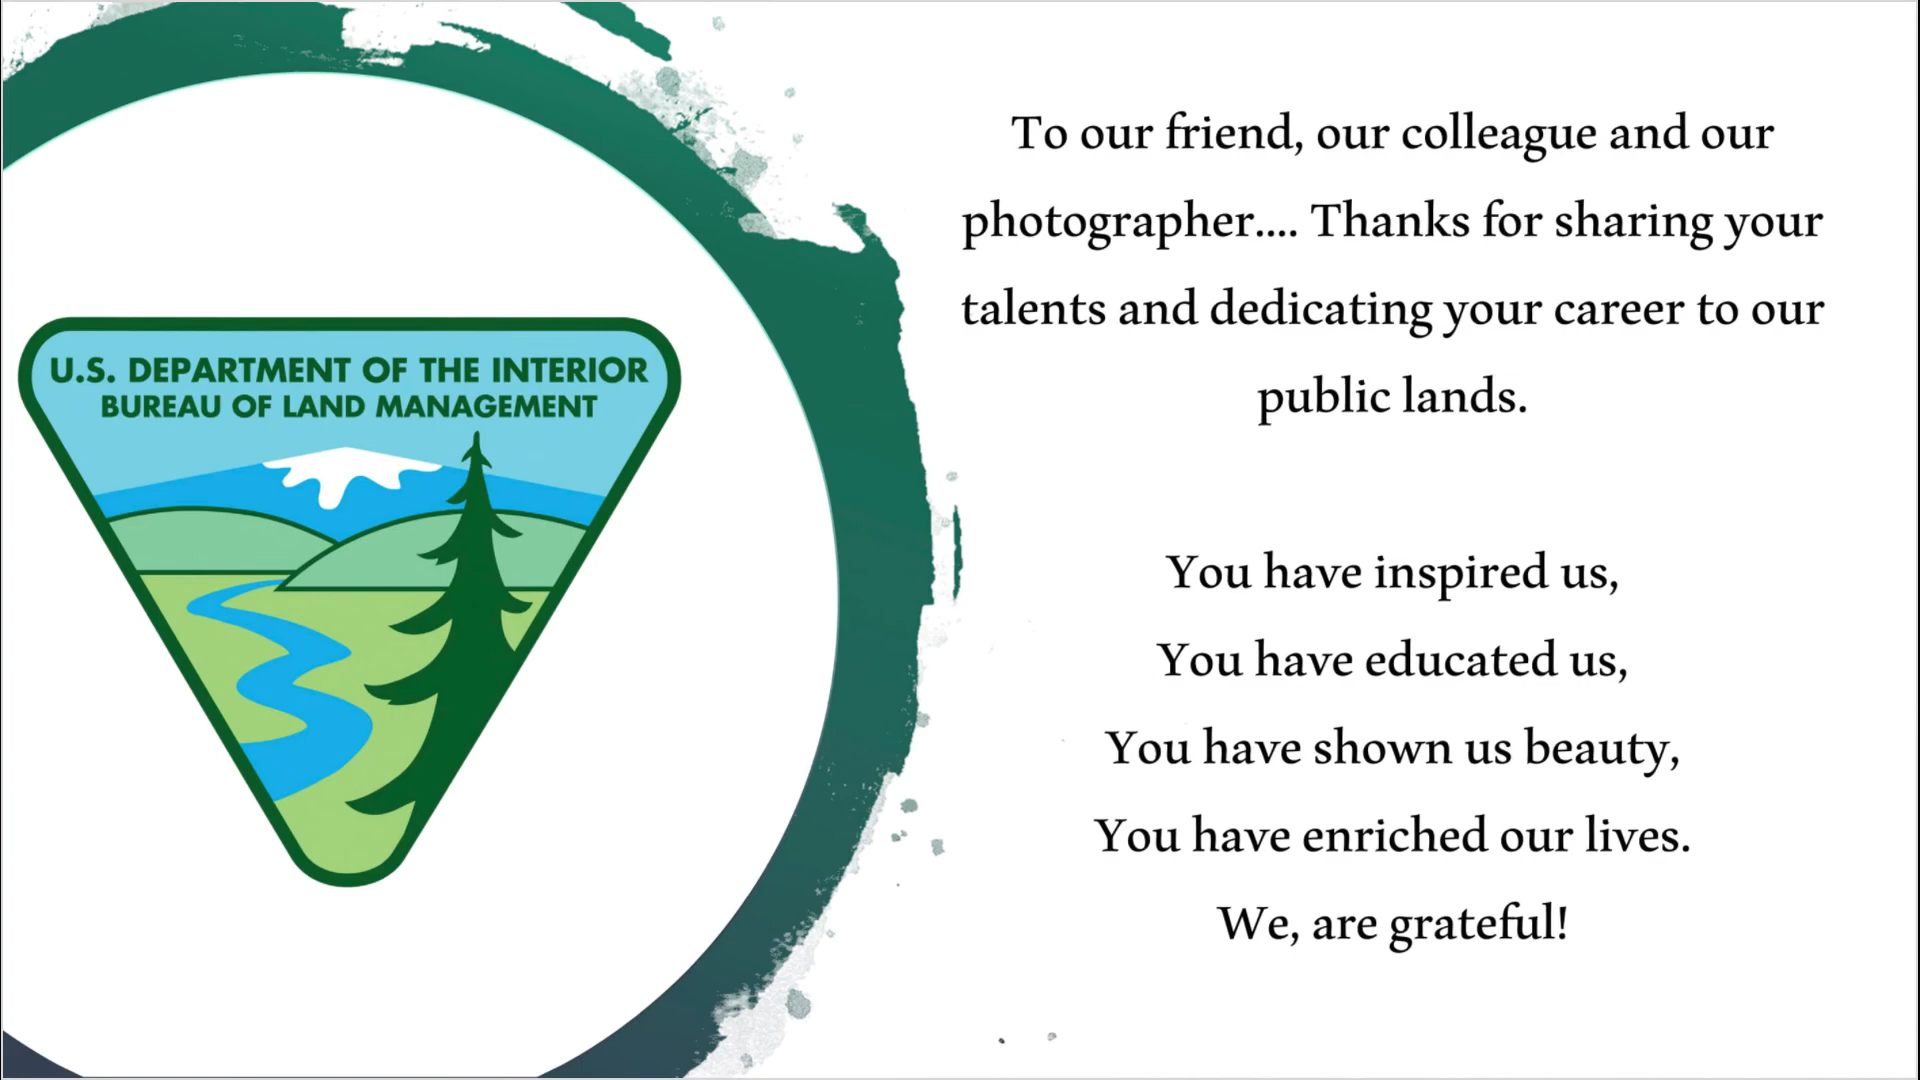 U.S. DEPARTMENT OF THE INTERIOR
BUREAU OF LAND MANAGEMENT
To our friend, our colleague and our
photographer.... Thanks for sharing your
talents and dedicating your career to our
public lands.
You have inspired us,
You have educated us,
You have shown us beauty,
You have enriched our lives.
We, are grateful!